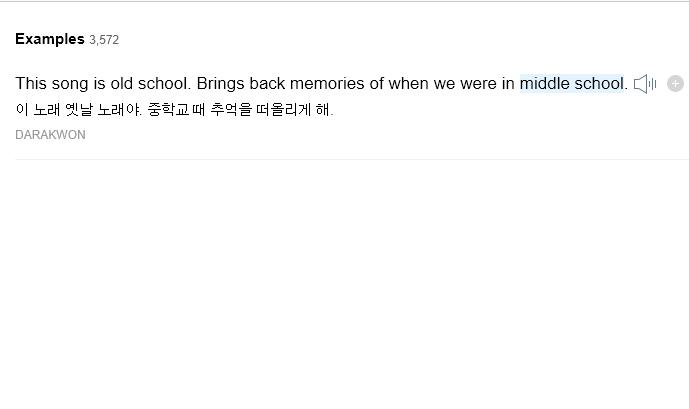 Examples 3,572
This song is old school. Brings back memories of when we were in middle school.
이 노래 옛날 노래야. 중학교 때 추억을 떠올리게 해.
DARAKWON